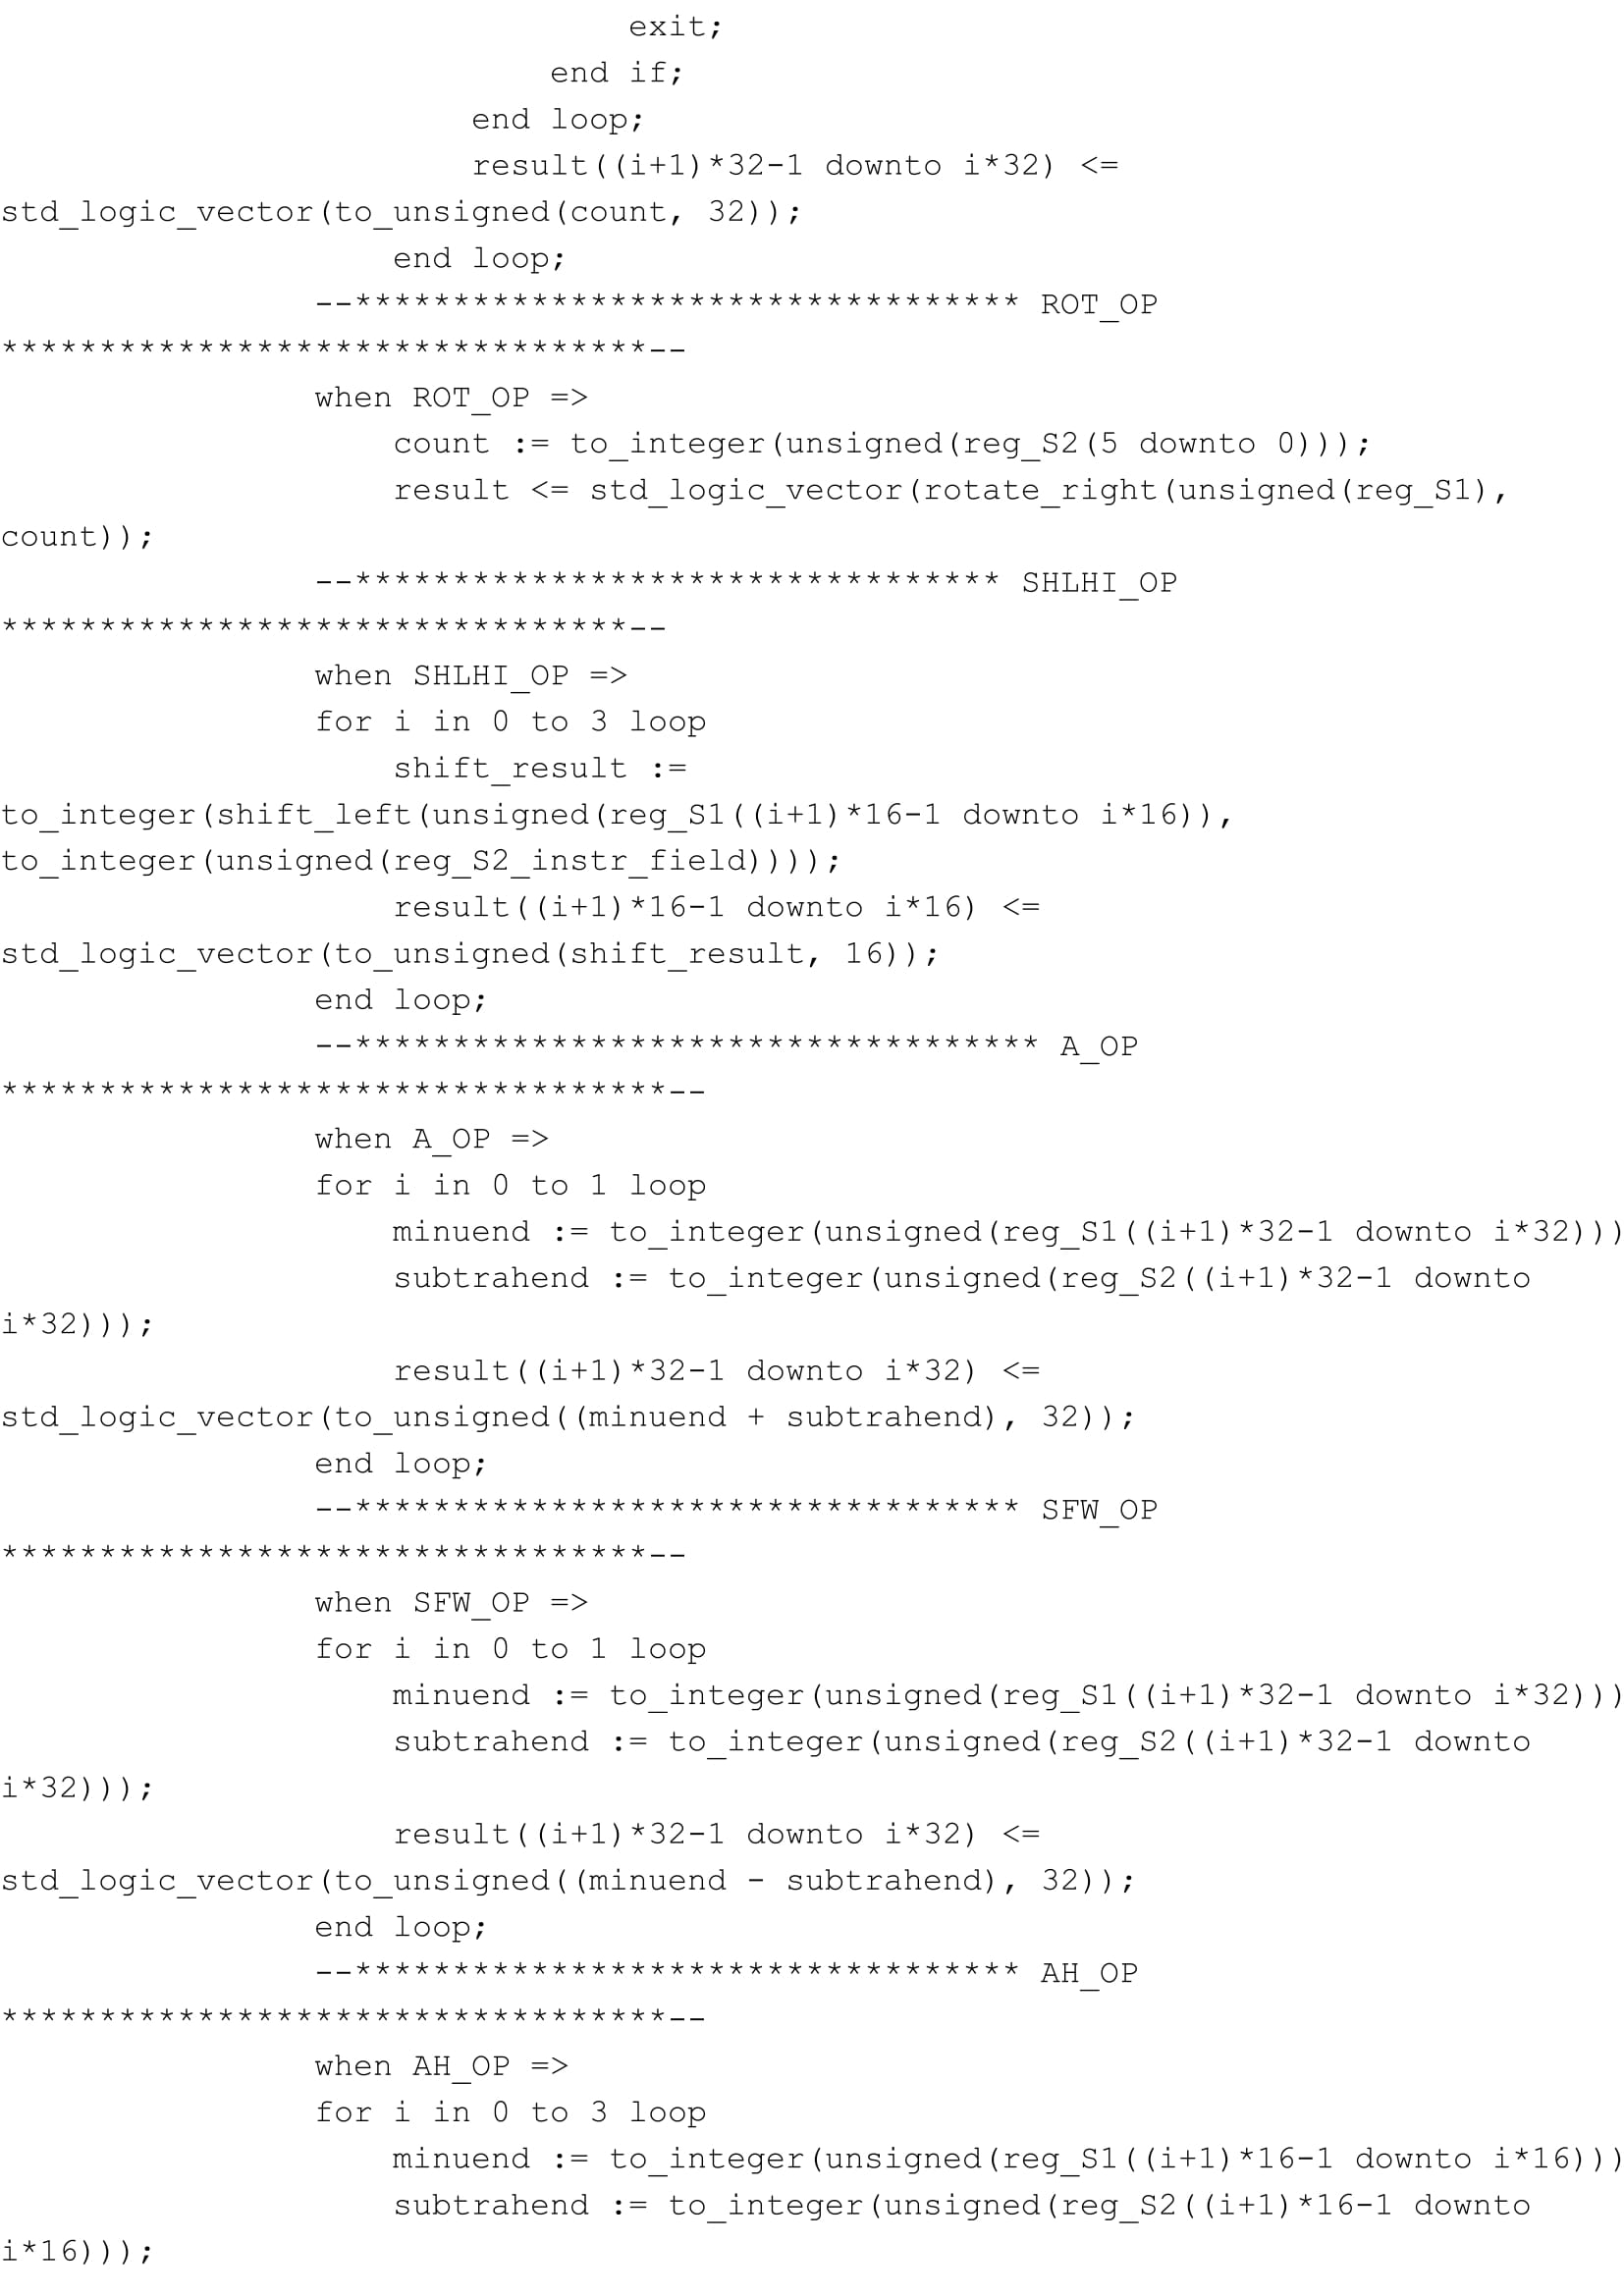 exit;
                            end if;
                        end loop;
                        result((i+1)*32-1 downto i*32) <=
std_logic_vector(to_unsigned(count, 32));
                    end loop;
                --********************************** ROT_OP
*********************************--
                when ROT_OP =>
                    count := to_integer(unsigned(reg_S2(5 downto 0)));
                    result <= std_logic_vector(rotate_right(unsigned(reg_S1),
count));
                --********************************* SHLHI_OP
********************************--
                when SHLHI_OP =>
                for i in 0 to 3 loop
                    shift_result :=
to_integer(shift_left(unsigned(reg_S1((i+1)*16-1 downto i*16)),
to_integer(unsigned(reg_S2_instr_field))));
                    result((i+1)*16-1 downto i*16) <=
std_logic_vector(to_unsigned(shift_result, 16));
                end loop;
                --*********************************** A_OP
**********************************--
                when A_OP =>
                for i in 0 to 1 loop
                    minuend := to_integer(unsigned(reg_S1((i+1)*32-1 downto i*32)))
                    subtrahend := to_integer(unsigned(reg_S2((i+1)*32-1 downto
i*32)));
                    result((i+1)*32-1 downto i*32) <=
std_logic_vector(to_unsigned((minuend + subtrahend), 32));
                end loop;
                --********************************** SFW_OP
*********************************--
                when SFW_OP =>
                for i in 0 to 1 loop
                    minuend := to_integer(unsigned(reg_S1((i+1)*32-1 downto i*32)))
                    subtrahend := to_integer(unsigned(reg_S2((i+1)*32-1 downto
i*32)));
                    result((i+1)*32-1 downto i*32) <=
std_logic_vector(to_unsigned((minuend - subtrahend), 32));
                end loop;
                --********************************** AH_OP
**********************************--
                when AH_OP =>
                for i in 0 to 3 loop
                    minuend := to_integer(unsigned(reg_S1((i+1)*16-1 downto i*16)))
                    subtrahend := to_integer(unsigned(reg_S2((i+1)*16-1 downto
i*16)));